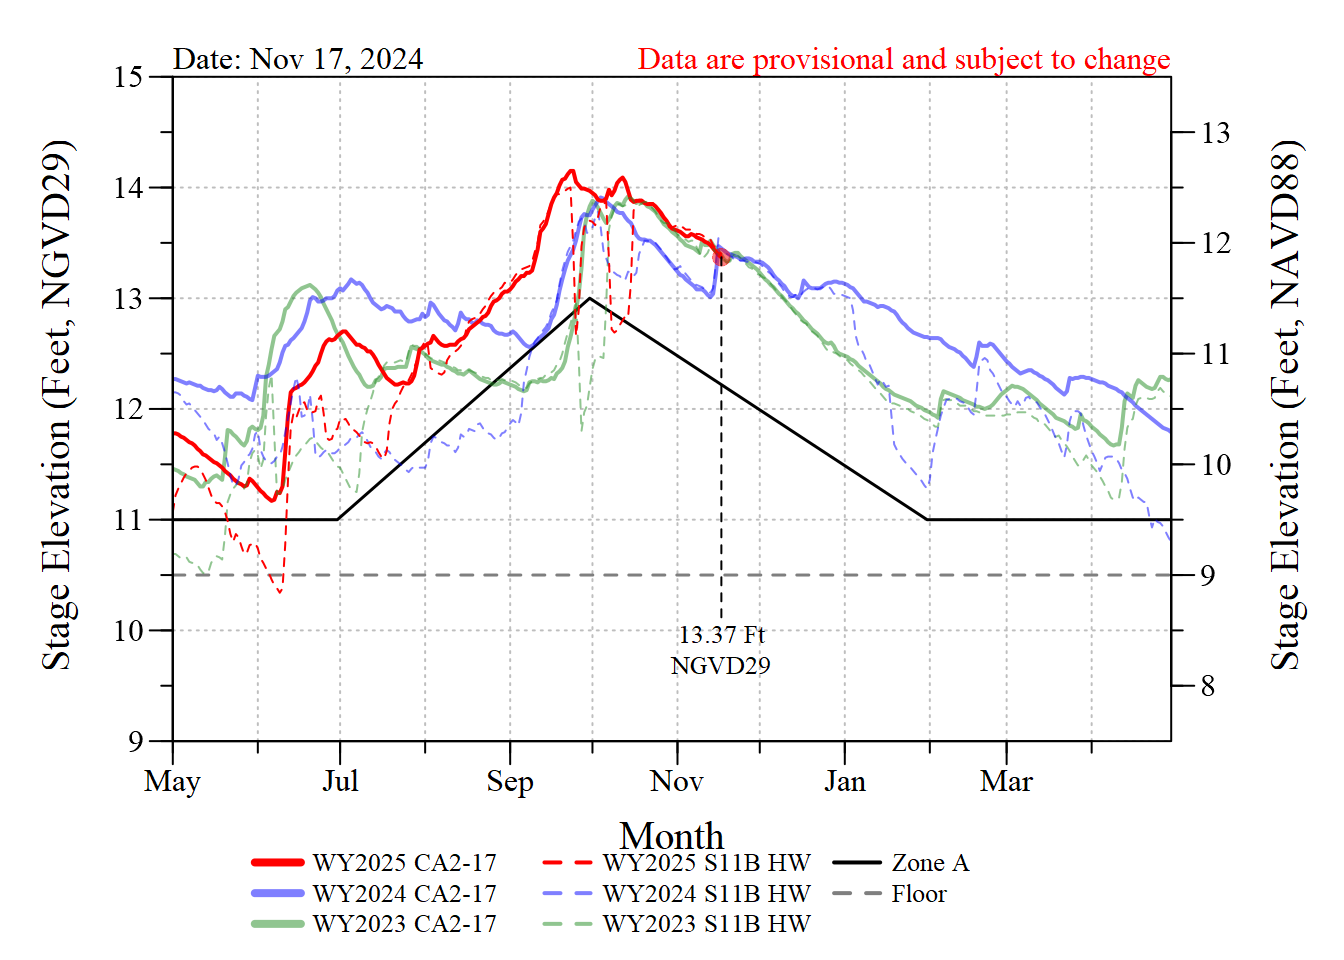 Date: Nov 17, 2024
Data are provisional and subject to change
Stage Elevation (Feet, NGVD29)
15
14
13
12
11
10
9
13
12
11
10
9
8
Stage Elevation (Feet, NAVD88)
13.37 Ft
NGVD29
May Jul Sep Nov Jan Mar
Month
WY2025 CA2-17 WY2025 S11B HW Zone A
WY2024 CA2-17 WY2024 S11B HW Floor
WY2023 CA2-17 WY2023 S11B HW